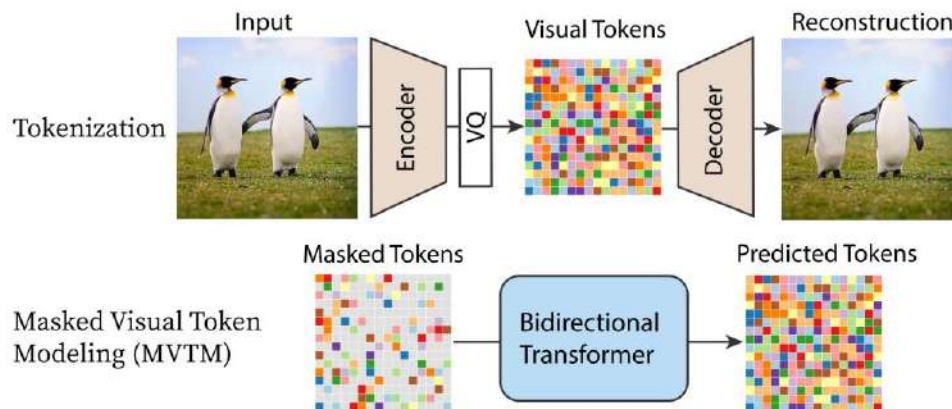 Input
Visual Tokens
Reconstruction
Tokenization
Encoder
VQ
Decoder
Masked Tokens
Predicted Tokens
Masked Visual Token
Modeling (MVTM)
Bidirectional
Transformer